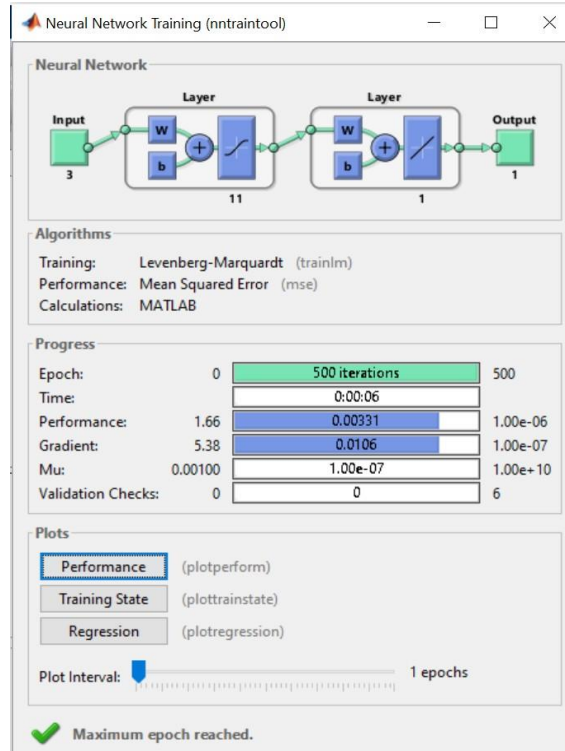 Neural Network Training (nntraintool)
Neural Network
Layer Layer
Input Output
W W
b b
3 1
11 1
Algorithms
Training: Levenberg-Marquardt (trainlm)
Performance: Mean Squared Error (mse)
Calculations: MATLAB
Progress
Epoch: 0 500 iterations 500
Time: 0:00:06
Performance: 1.66 0.00331 1.00e-06
Gradient: 5.38 0.0106 1.00e-07
Mu: 0.00100 1.00e-07 1.00e+10
Validation Checks: 0 0 6
Plots
Performance (plotperform)
Training State (plottrainstate)
Regression (plotregression)
Plot Interval: 1 epochs
Maximum epoch reached.